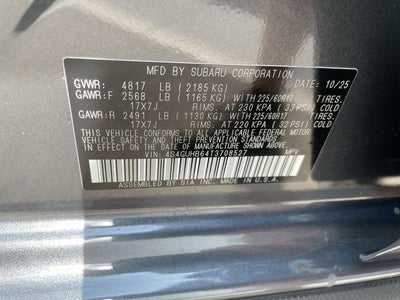 MFD BY SUBARU CORPORATION 10/25
GVWR: 4817 LB (2185 KG)
GAWR:F 2568 LB (1165 KG) WITH 225/60R17 TIRES.
17X7J RIMS. AT 230 KPA (33 PSI) COLD
GAWR:R 2491 LB (1130 KG) WITH 225/60R17 TIRES.
17X7J RIMS. AT 220 KPA (32 PSI) COLD
THIS VEHICLE CONFORMS TO ALL APPLICABLE FEDERAL MOTOR
VEHICLE SAFETY, BUMPER, AND THEFT PREVENTION STANDARDS
IN EFFECT ON THE DATE OF MANUFACTURE SHOWN ABOVE.
VIN: 4S4GUHB64T3708527 MPV
ASSEMBLED BY SIA INC. MADE IN U.S.A.